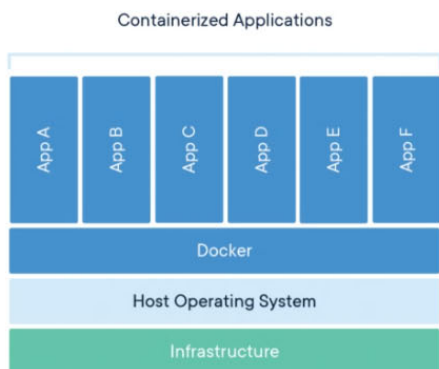 Containerized Applications
App A
App B
App C
App D
App E
App F
Docker
Host Operating System
Infrastructure